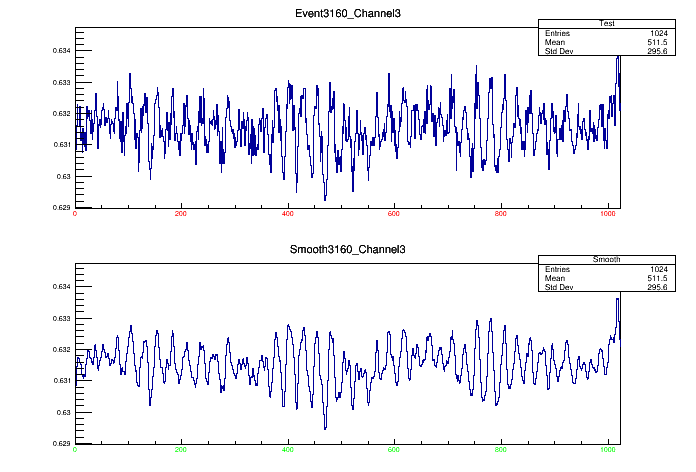 Event3160_Channel3
Test
Entries 1024
Mean 511.5
Std Dev 295.6
0.634
0.633
0.632
0.631
0.63
0.629
0 200 400 600 800 1000
Smooth3160_Channel3
Smooth
Entries 1024
Mean 511.5
Std Dev 295.6
0.634
0.633
0.632
0.631
0.63
0.629
0 200 400 600 800 1000